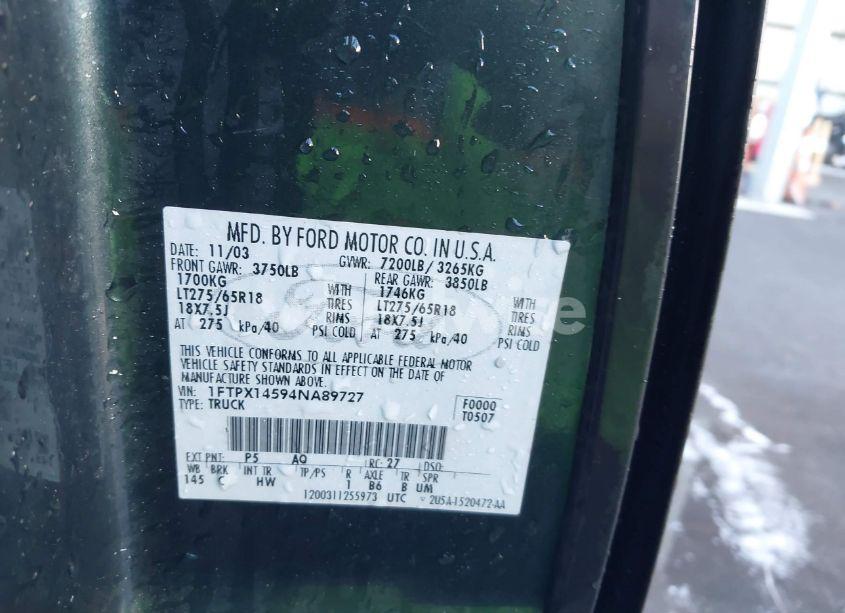 MFD. BY FORD MOTOR CO. IN U.S.A.
DATE: 11/03 GVWR: 7200LB/ 3265KG
FRONT GAWR: 3750LB REAR GAWR: 3850LB
1700KG WITH 1746KG WITH
LT275/65R18 TIRES LT275/65R18 TIRES
18X7.5J RIMS 18X7.5J RIMS
AT 275 kPa/40 PSI COLD AT 275 kPa/40 PSI COLD
THIS VEHICLE CONFORMS TO ALL APPLICABLE FEDERAL MOTOR
VEHICLE SAFETY STANDARDS IN EFFECT ON THE DATE OF
MANUFACTURE SHOWN ABOVE.
VIN: 1FTPX14594NA89727 F0000
TYPE: TRUCK T0507
EXT PNT: P5 AQ RC: 27 DSO:
WB BRK INT TR TP/PS R AXLE TR SPR
145 C HW 1 B6 B UM
1200311255973 UTC 2U5A-1520472-AA